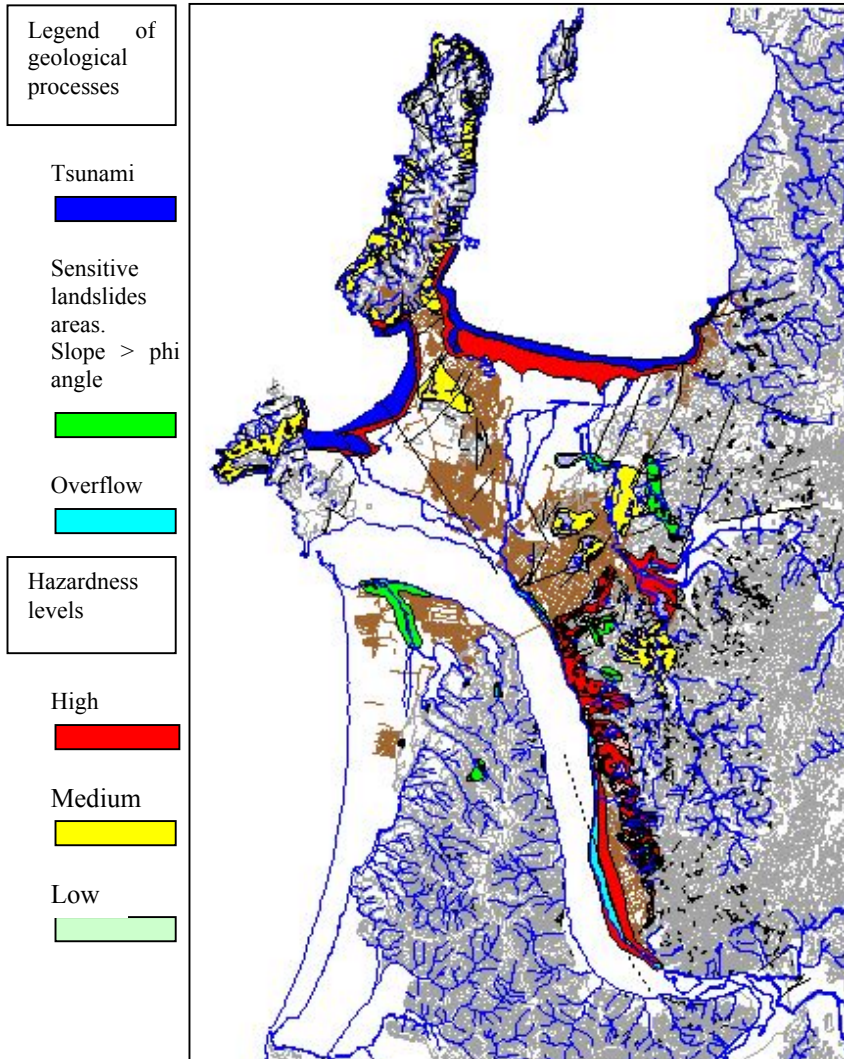 Legend of
geological
processes
Tsunami
Sensitive
landslides
areas.
Slope > phi
angle
Overflow
Hazardness
levels
High
Medium
Low